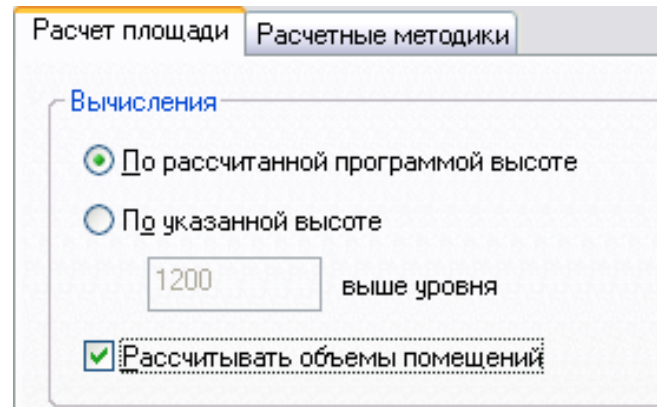 Расчет площади Расчетные методики
Вычисления
По рассчитанной программой высоте
По указанной высоте
1200 выше уровня
Рассчитывать объемы помещений